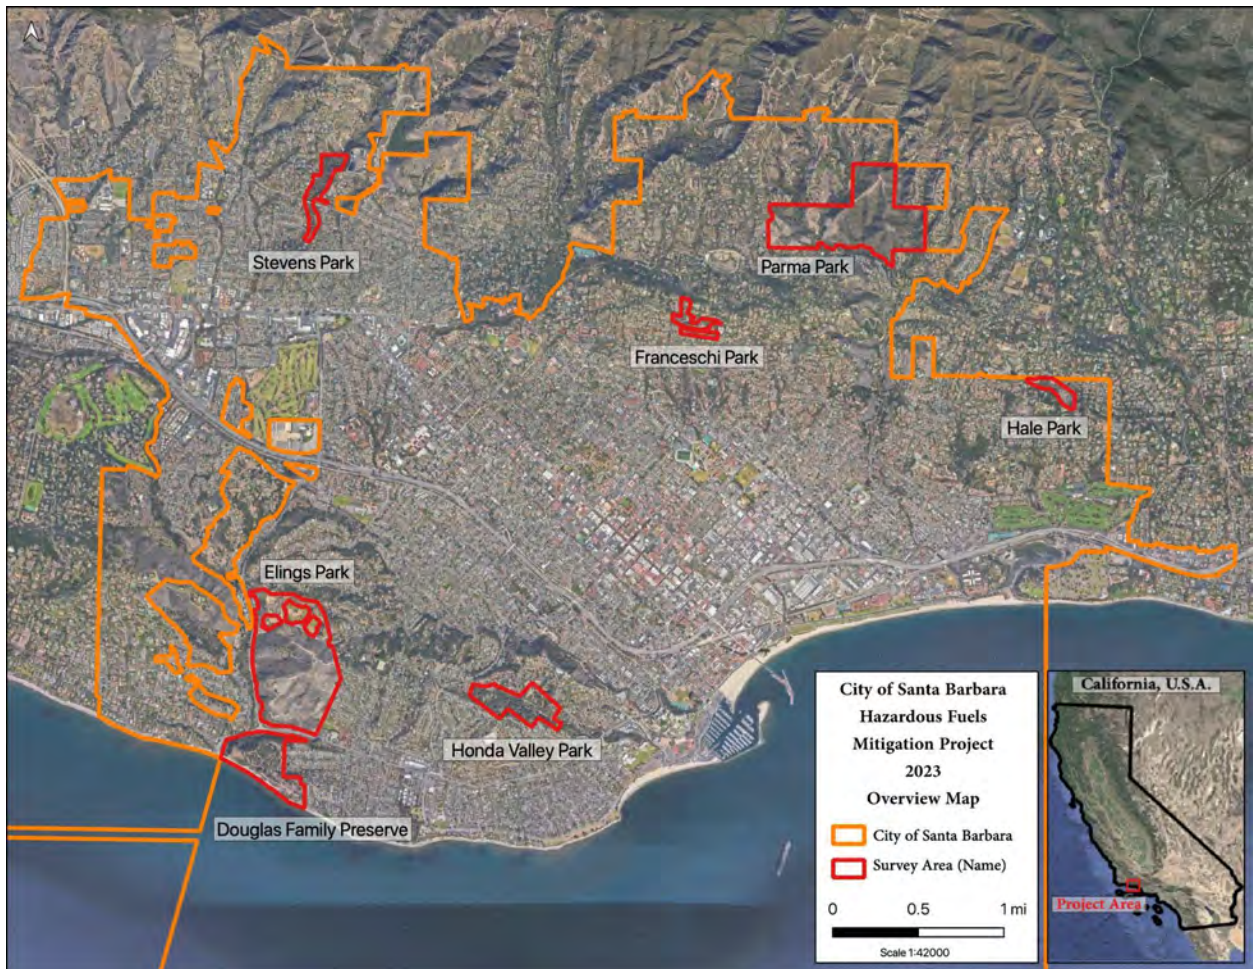 Stevens Park
Parma Park
Franceschi Park
Hale Park
Elings Park
Honda Valley Park
Douglas Family Preserve
City of Santa Barbara
Hazardous Fuels
Mitigation Project
2023
Overview Map
City of Santa Barbara
Survey Area (Name)
0 0.5 1 mi
Scale 1:42000
California, U.S.A.
Project Area